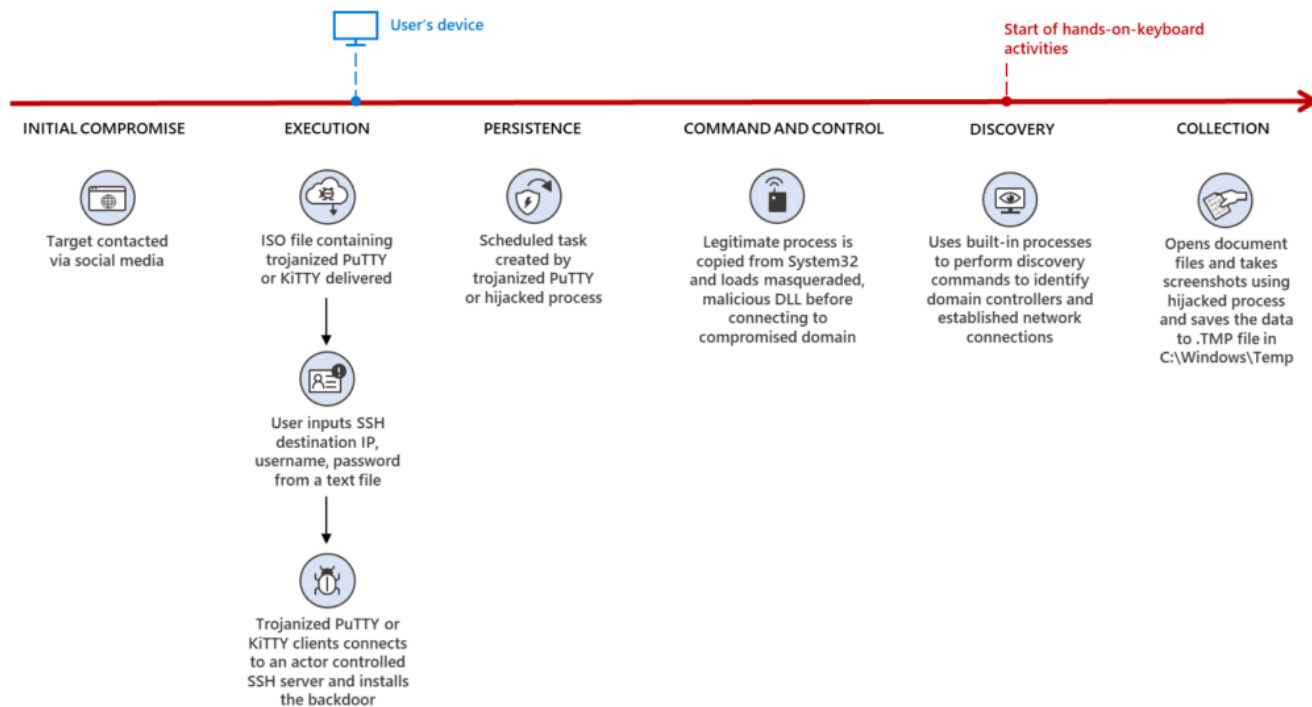 User's device
Start of hands-on-keyboard
activities
INITIAL COMPROMISE
EXECUTION
PERSISTENCE
COMMAND AND CONTROL
DISCOVERY
COLLECTION
Target contacted
via social media
ISO file containing
trojanized PuTTY
or KiTTY delivered
User inputs SSH
destination IP,
username, password
from a text file
Trojanized PuTTY or
KiTTY clients connects
to an actor controlled
SSH server and installs
the backdoor
Scheduled task
created by
trojanized PuTTY
or hijacked process
Legitimate process is
copied from System32
and loads masqueraded,
malicious DLL before
connecting to
compromised domain
Uses built-in processes
to perform discovery
commands to identify
domain controllers and
established network
connections
Opens document
files and takes
screenshots using
hijacked process
and saves the data
to .TMP file in
C:\Windows\Temp